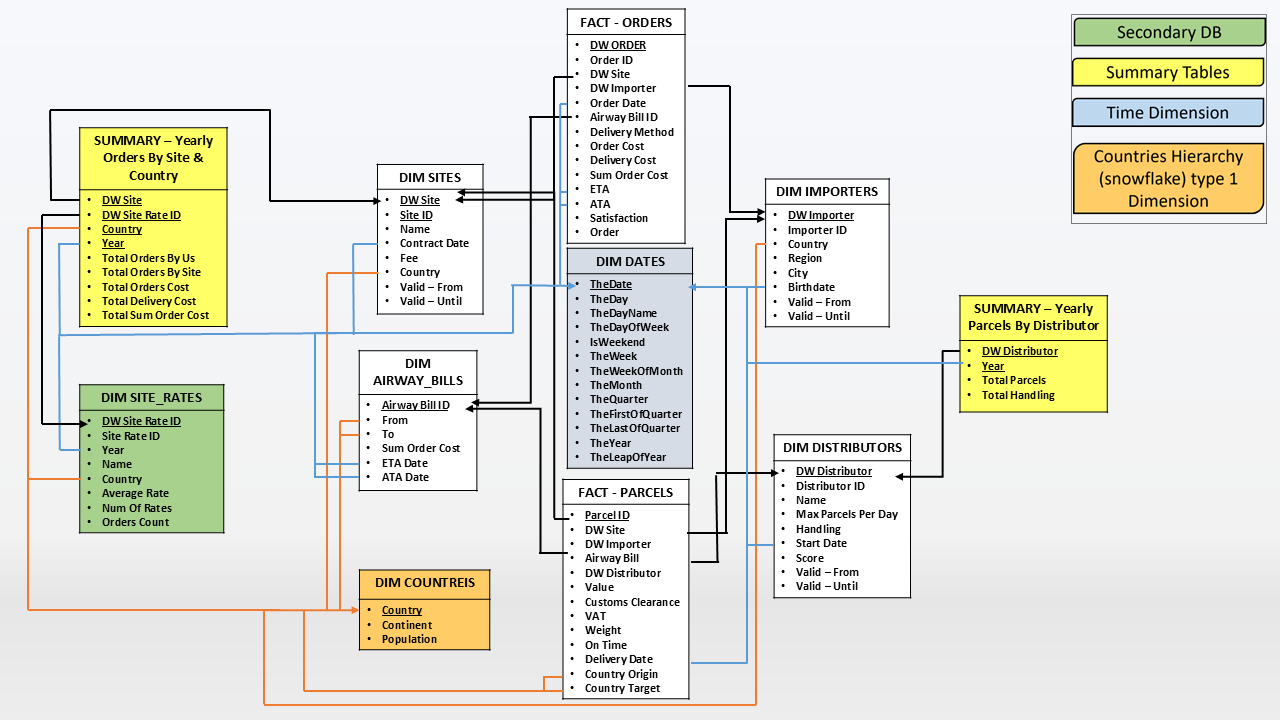 FACT - ORDERS
DW ORDER
Order ID
DW Site
DW Importer
Order Date
Airway Bill ID
Delivery Method
Order Cost
Delivery Cost
Sum Order Cost
ETA
ATA
Satisfaction
Order
Secondary DB
Summary Tables
Time Dimension
Countries Hierarchy
(snowflake) type 1
Dimension
SUMMARY – Yearly
Orders By Site &
Country
DW Site
DW Site Rate ID
Country
Year
Total Orders By Us
Total Orders By Site
Total Orders Cost
Total Delivery Cost
Total Sum Order Cost
DIM SITES
DW Site
Site ID
Name
Contract Date
Fee
Country
Valid – From
Valid – Until
DIM IMPORTERS
DW Importer
Importer ID
Country
Region
City
Birthdate
Valid – From
Valid – Until
DIM DATES
TheDate
TheDay
TheDayName
TheDayOfWeek
IsWeekend
TheWeek
TheWeekOfMonth
TheMonth
TheQuarter
TheFirstOfQuarter
TheLastOfQuarter
TheYear
TheLeapOfYear
SUMMARY – Yearly
Parcels By Distributor
DW Distributor
Year
Total Parcels
Total Handling
DIM
AIRWAY_BILLS
Airway Bill ID
From
To
Sum Order Cost
ETA Date
ATA Date
DIM SITE_RATES
DW Site Rate ID
Site Rate ID
Year
Name
Country
Average Rate
Num Of Rates
Orders Count
DIM DISTRIBUTORS
DW Distributor
Distributor ID
Name
Max Parcels Per Day
Handling
Start Date
Score
Valid – From
Valid – Until
FACT - PARCELS
Parcel ID
DW Site
DW Importer
Airway Bill
DW Distributor
Value
Customs Clearance
VAT
Weight
On Time
Delivery Date
Country Origin
Country Target
DIM COUNTREIS
Country
Continent
Population